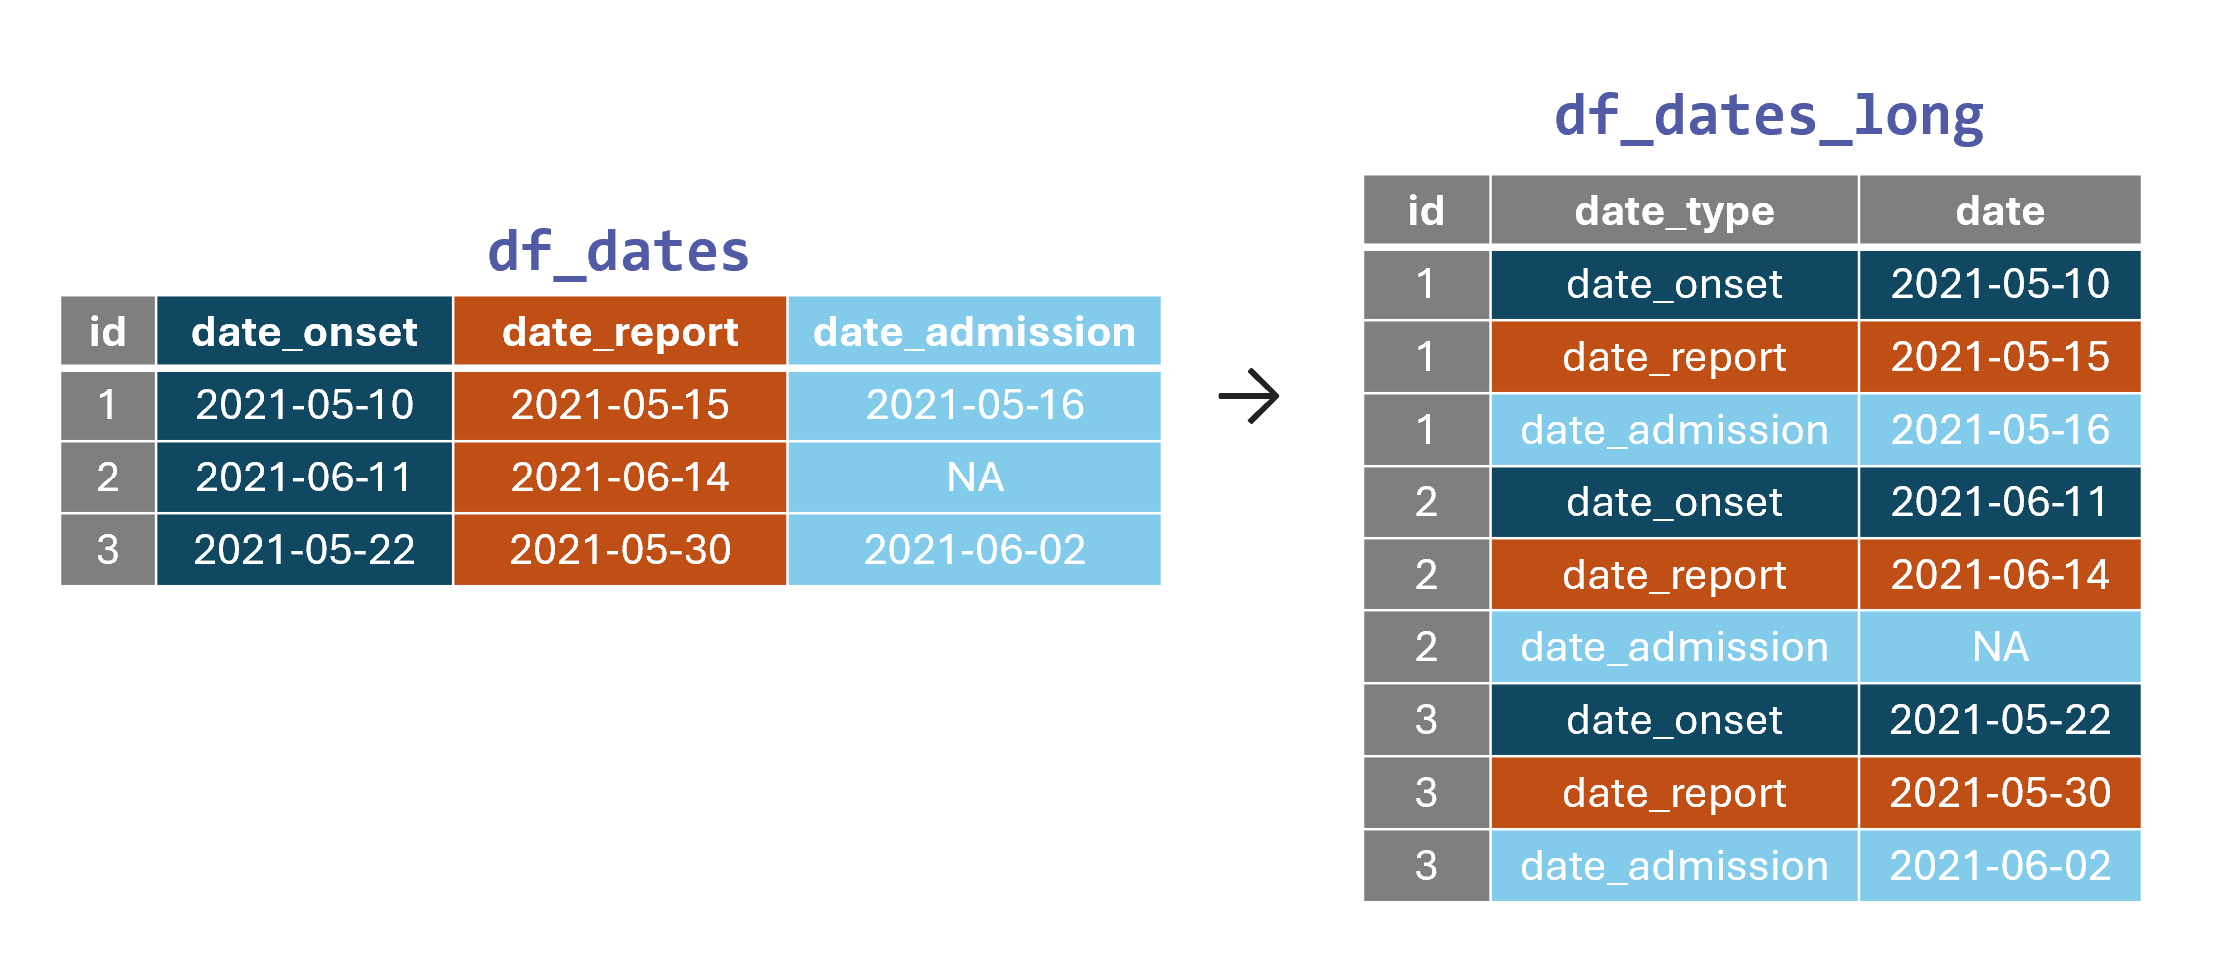 df_dates
id date_onset date_report date_admission
1 2021-05-10 2021-05-15 2021-05-16
2 2021-06-11 2021-06-14 NA
3 2021-05-22 2021-05-30 2021-06-02
df_dates_long
id date_type date
1 date_onset 2021-05-10
1 date_report 2021-05-15
1 date_admission 2021-05-16
2 date_onset 2021-06-11
2 date_report 2021-06-14
2 date_admission NA
3 date_onset 2021-05-22
3 date_report 2021-05-30
3 date_admission 2021-06-02